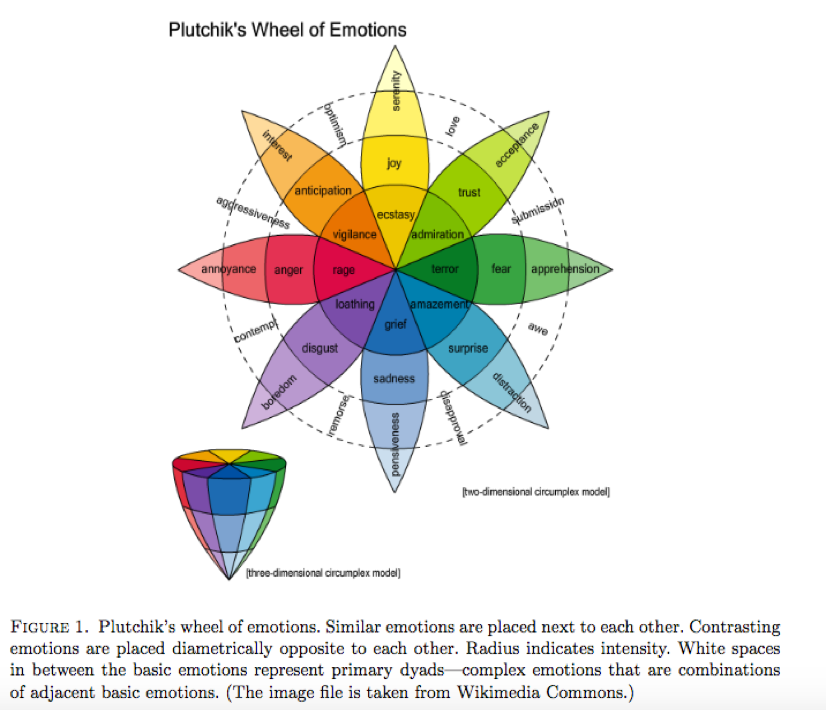 Plutchik's Wheel of Emotions
serenity
optimism
love
interest
acceptance
joy
anticipation
trust
aggressiveness
ecstasy
submission
vigilance
admiration
annoyance
anger
rage
terror
fear
apprehension
loathing
amazement
contempt
grief
awe
disgust
surprise
sadness
boredom
distraction
remorse
disapproval
pensiveness
[two-dimensional circumplex model]
[three-dimensional circumplex model]
FIGURE 1. Plutchik's wheel of emotions. Similar emotions are placed next to each other. Contrasting
emotions are placed diametrically opposite to each other. Radius indicates intensity. White spaces
in between the basic emotions represent primary dyads—complex emotions that are combinations
of adjacent basic emotions. (The image file is taken from Wikimedia Commons.)